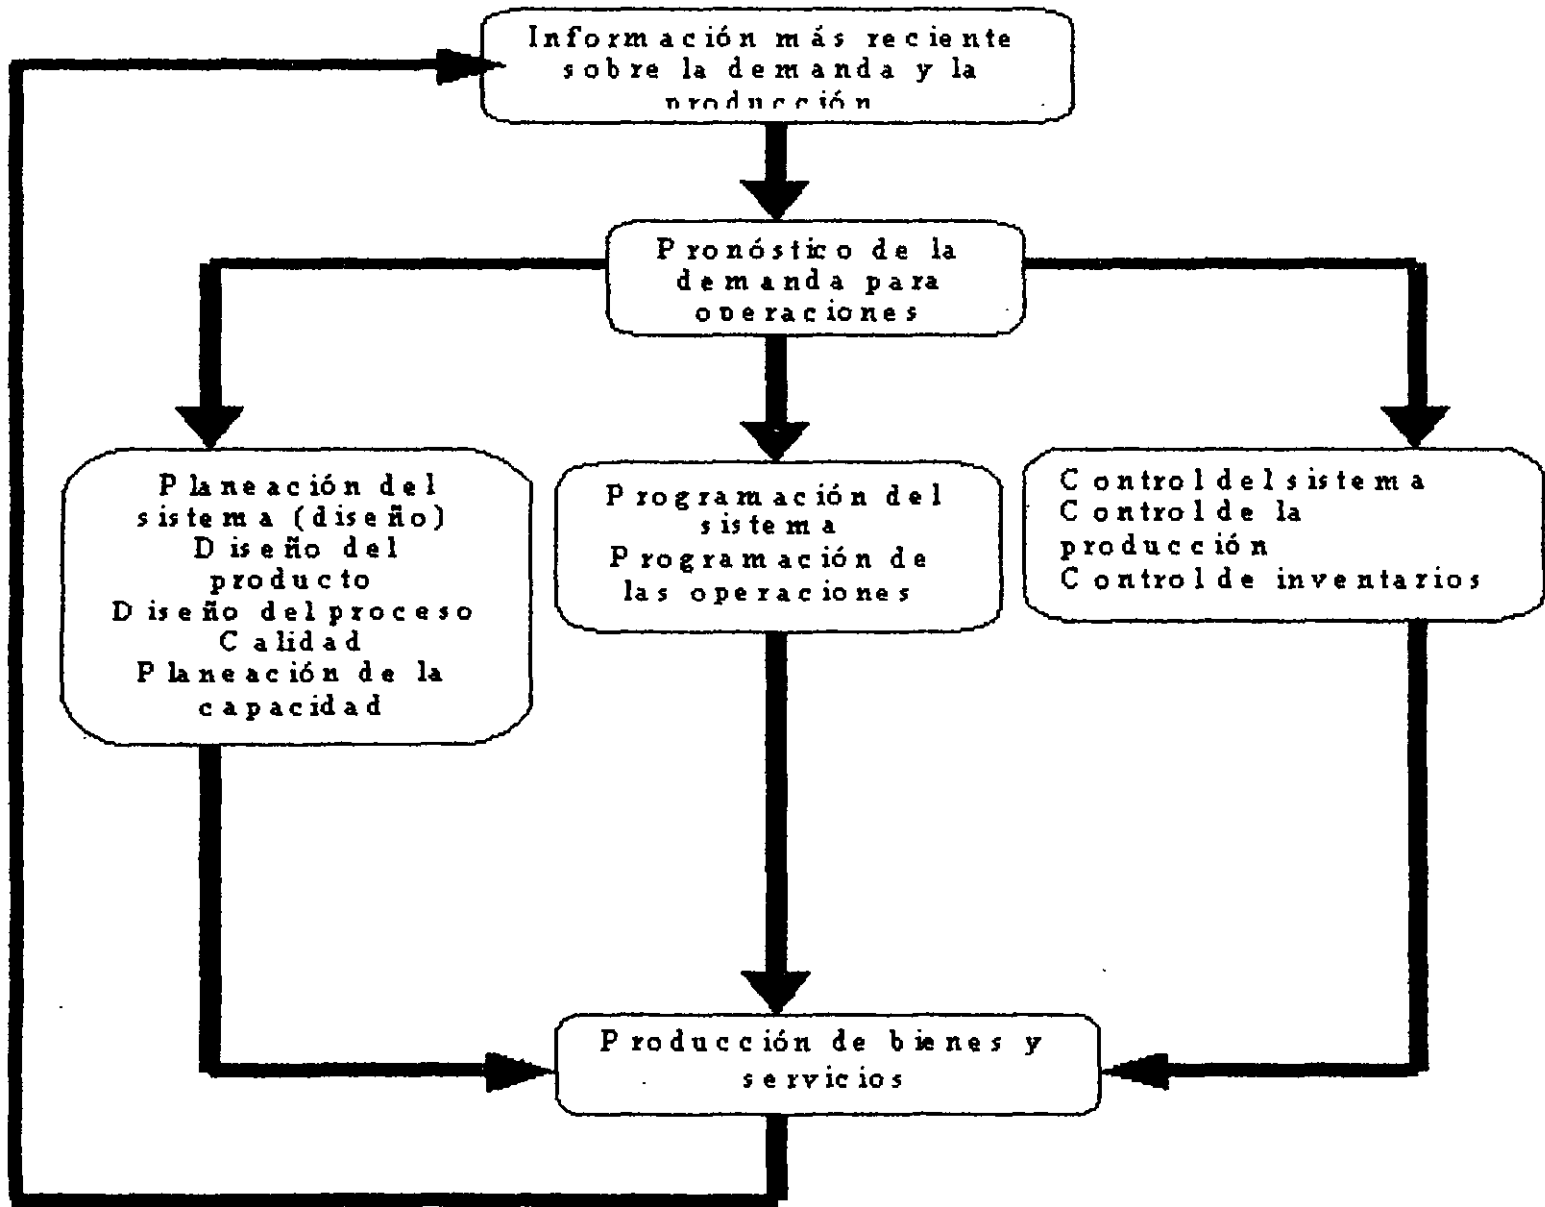 Información más reciente
sobre la demanda y la
producción
Pronóstico de la
demanda para
operaciones
Planeación del
sistema (diseño)
Diseño del
producto
Diseño del proceso
Calidad
Planeación de la
capacidad
Programación del
sistema
Programación de
las operaciones
Control del sistema
Control de la
producción
Control de inventarios
Producción de bienes y
servicios